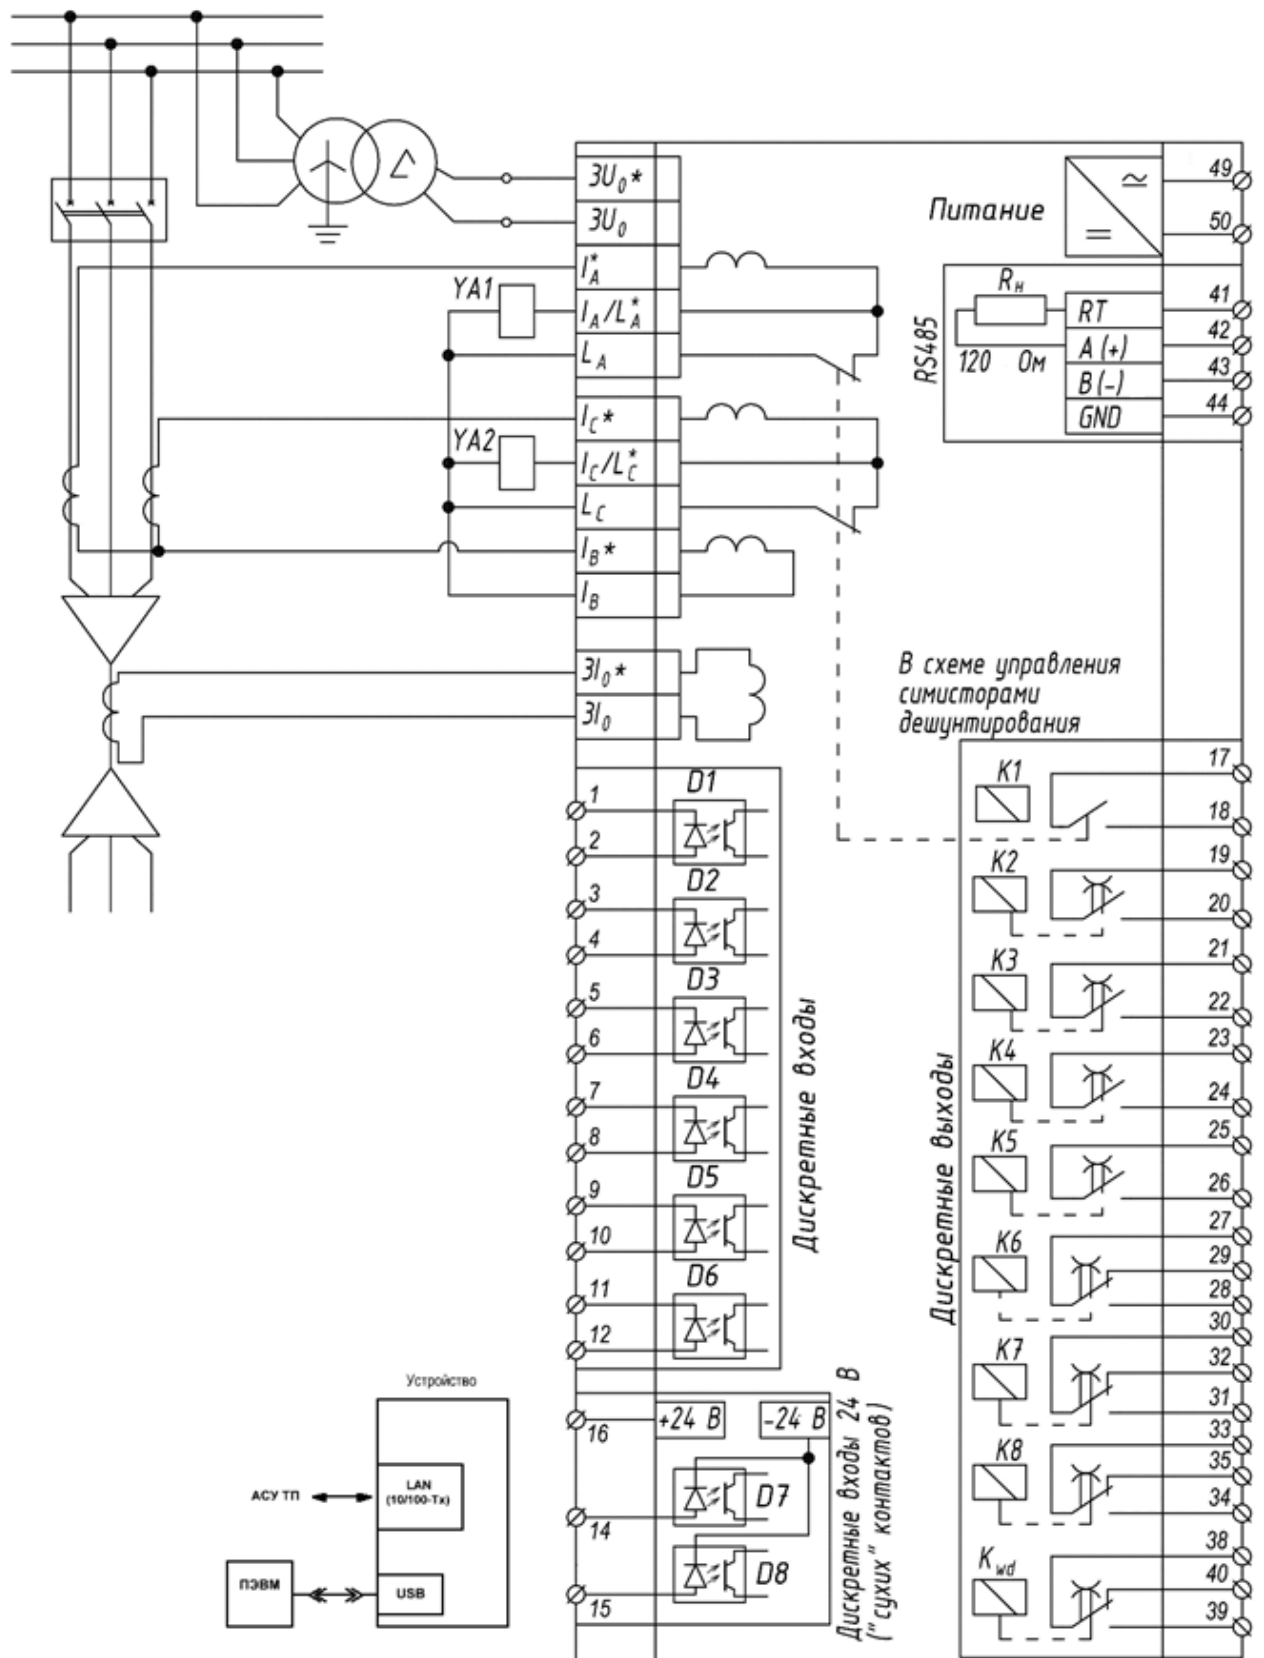 3U₀*
3U₀
I*A
YA1
IA/L*A
LA
IC*
YA2
IC/L*C
LC
IB*
IB
3I₀*
3I₀
Питание
49
50
RS485
Rн
120 Ом
RT
A (+)
B (-)
GND
41
42
43
44
В схеме управления
симисторами
дешунтирования
Дискретные входы
1
D1
2
3
D2
4
5
D3
6
7
D4
8
9
D5
10
11
D6
12
Дискретные входы 24 В
("сухих" контактов)
16
+24 В
-24 В
14
D7
15
D8
Дискретные выходы
K1
17
18
K2
19
20
K3
21
22
K4
23
24
K5
25
26
K6
27
29
28
K7
30
32
31
K8
33
35
34
Kwd
38
40
39
Устройство
АСУ ТП
LAN
(10/100-Tx)
ПЭВМ
USB